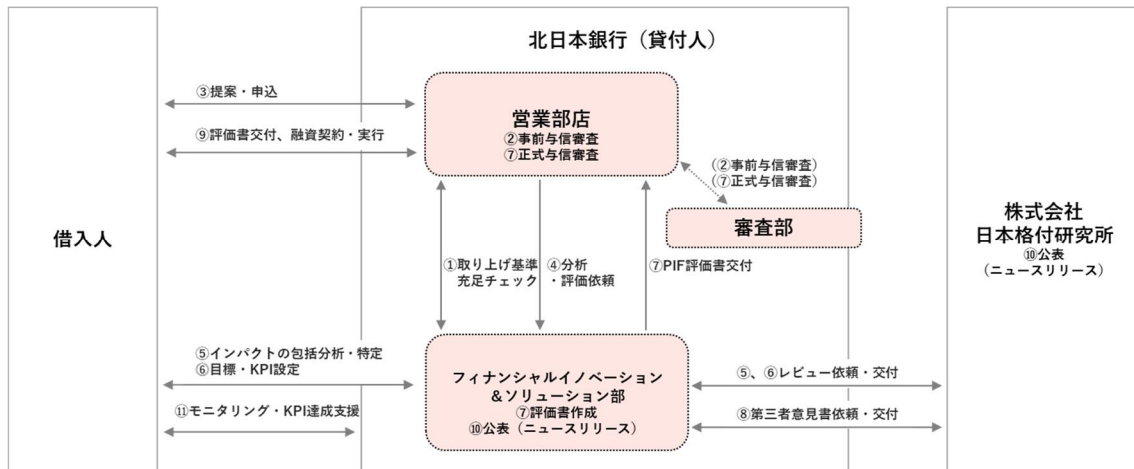 北日本銀行（貸付人）
③提案・申込
⑨評価書交付、融資契約・実行
営業部店
②事前与信審査
⑦正式与信審査
（②事前与信審査）
（⑦正式与信審査）
審査部
借入人
株式会社
日本格付研究所
⑩公表
（ニュースリリース）
①取り上げ基準
充足チェック
④分析
・評価依頼
⑦PIF評価書交付
⑤インパクトの包括分析・特定
⑥目標・KPI設定
⑪モニタリング・KPI達成支援
フィナンシャルイノベーション
＆ソリューション部
⑦評価書作成
⑩公表（ニュースリリース）
⑤、⑥レビュー依頼・交付
⑧第三者意見書依頼・交付